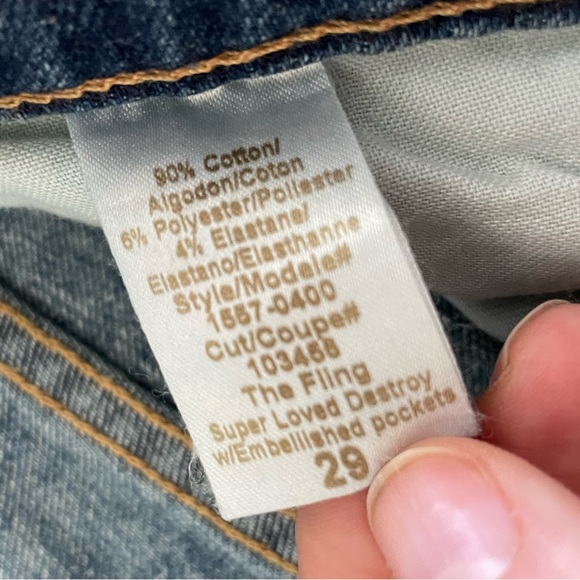 90% Cotton/
Algodon/Coton
6% Polyester/Poliester
4% Elastane/
Elastano/Elasthanne
Style/Modele#
1557-0400
Cut/Coupe#
103458
The Fling
Super Loved Destroy
w/Embellished pockets
29